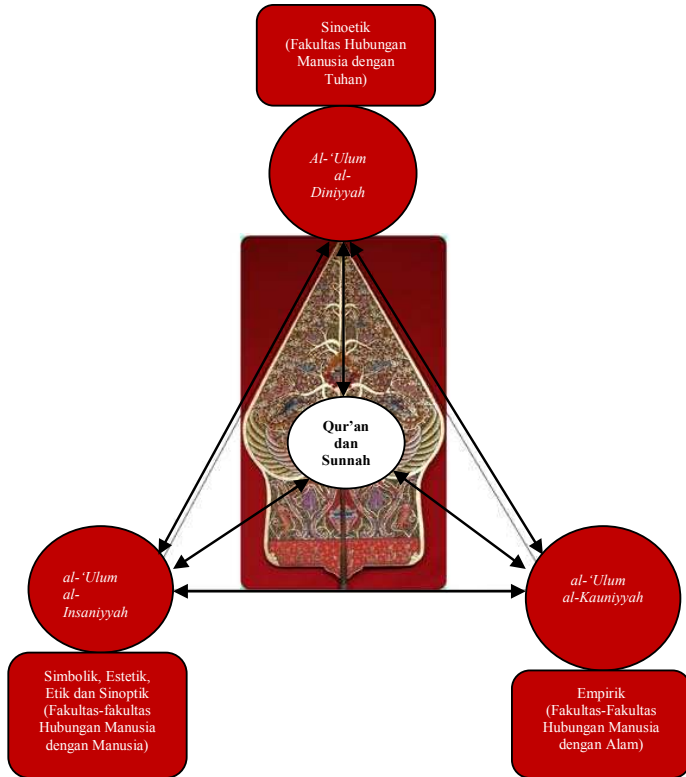 Sinoetik
(Fakultas Hubungan
Manusia dengan
Tuhan)
Al-‘Ulum
al-
Diniyyah
Qur’an
dan
Sunnah
al-‘Ulum
al-
Insaniyyah
al-‘Ulum
al-Kauniyyah
Simbolik, Estetik,
Etik dan Sinoptik
(Fakultas-fakultas
Hubungan Manusia
dengan Manusia)
Empirik
(Fakultas-Fakultas
Hubungan Manusia
dengan Alam)